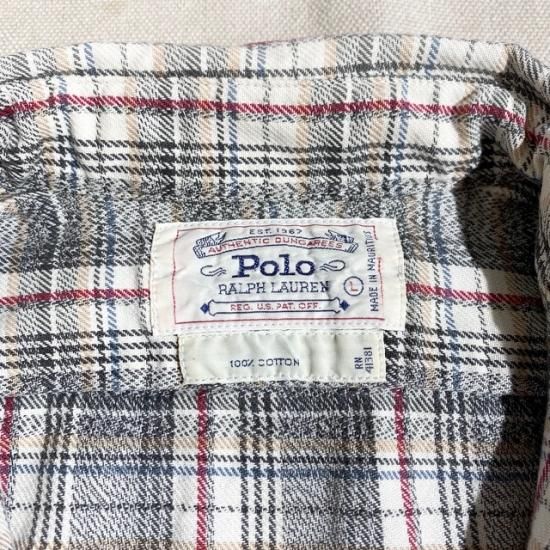 EST. 1967
AUTHENTIC DUNGAREES
Polo
RALPH LAUREN
L
REG. U.S. PAT. OFF.
MADE IN MAURITIUS
100% COTTON
RN
41381